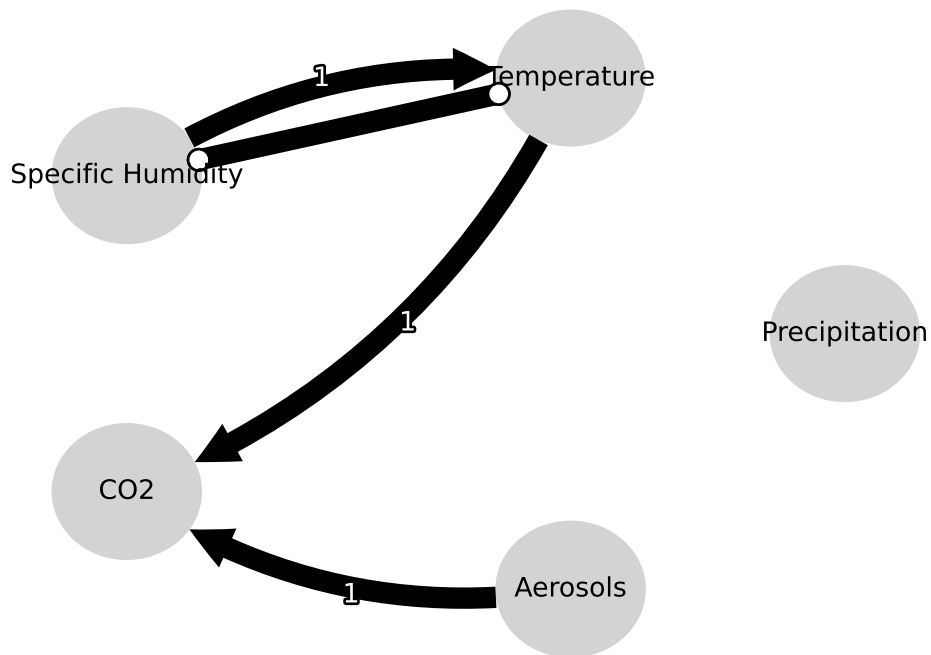 Temperature
1
Specific Humidity
1
Precipitation
CO2
Aerosols
1